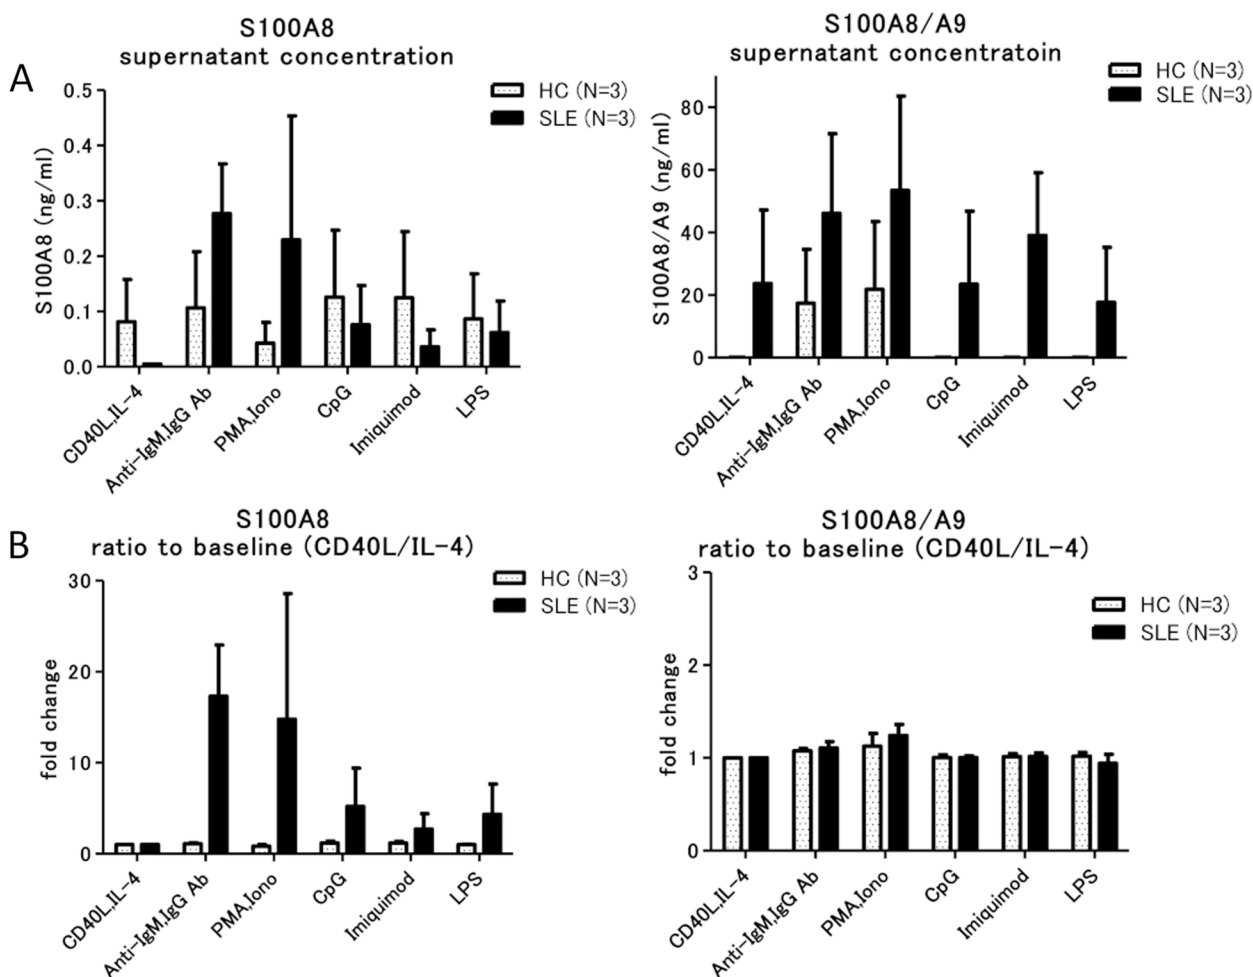 A
S100A8
supernatant concentration
HC (N=3)
SLE (N=3)
S100A8 (ng/ml)
0.5
0.4
0.3
0.2
0.1
0.0
CD40L,IL-4
Anti-IgM,IgG Ab
PMA,Iono
CpG
Imiquimod
LPS
S100A8/A9
supernatant concentratoin
HC (N=3)
SLE (N=3)
S100A8/A9 (ng/ml)
80
60
40
20
0
CD40L,IL-4
Anti-IgM,IgG Ab
PMA,Iono
CpG
Imiquimod
LPS
B
S100A8
ratio to baseline (CD40L/IL-4)
HC (N=3)
SLE (N=3)
fold change
30
20
10
0
CD40L,IL-4
Anti-IgM,IgG Ab
PMA,Iono
CpG
Imiquimod
LPS
S100A8/A9
ratio to baseline (CD40L/IL-4)
HC (N=3)
SLE (N=3)
fold change
3
2
1
0
CD40L,IL-4
Anti-IgM,IgG Ab
PMA,Iono
CpG
Imiquimod
LPS